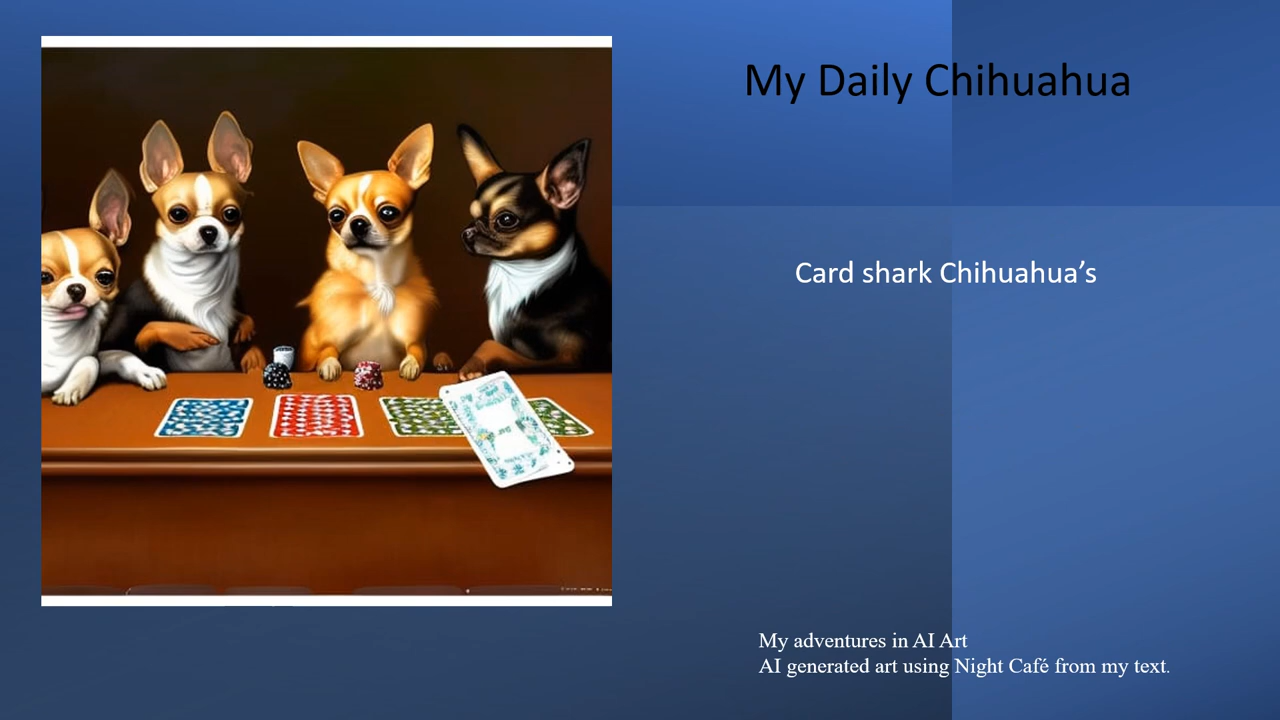 My Daily Chihuahua
Card shark Chihuahua’s
My adventures in AI Art
AI generated art using Night Café from my text.